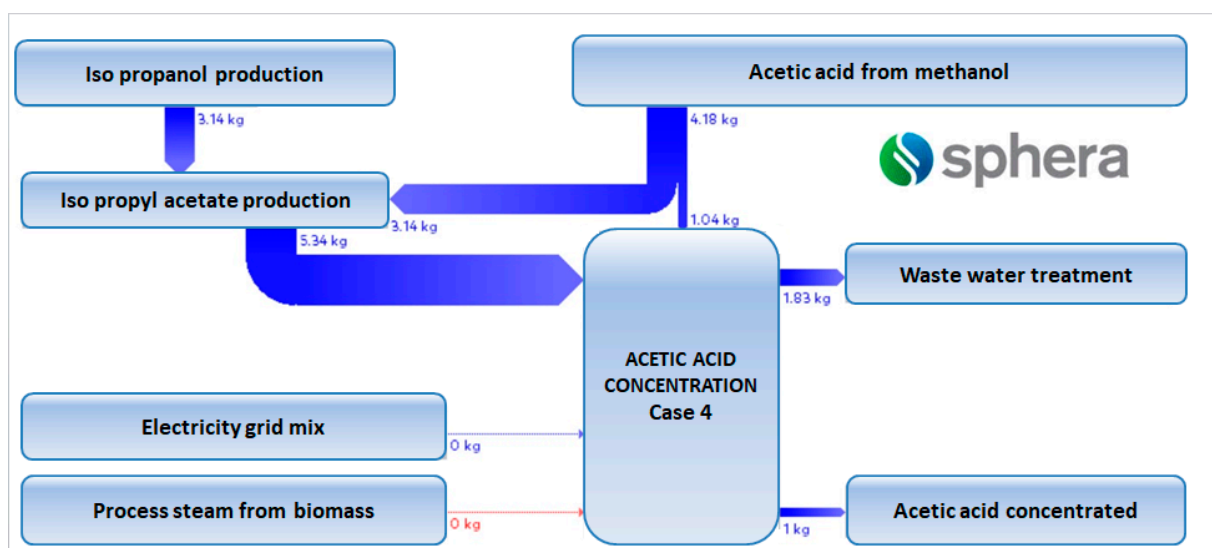 Iso propanol production
Acetic acid from methanol
3.14 kg
4.18 kg
sphera
Iso propyl acetate production
3.14 kg
1.04 kg
5.34 kg
Waste water treatment
1.83 kg
ACETIC ACID
CONCENTRATION
Case 4
Electricity grid mix
0 kg
Process steam from biomass
0 kg
Acetic acid concentrated
1 kg